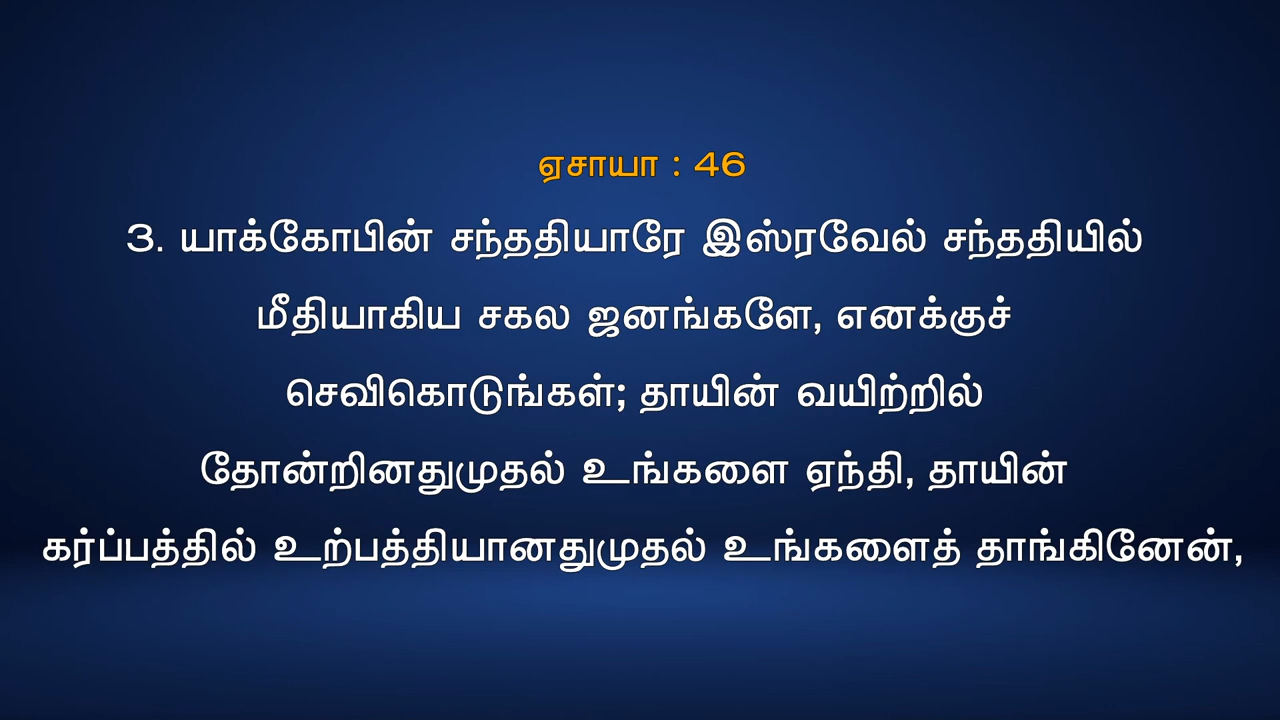 ஏசாயா : 46
3. யாக்கோபின் சந்ததியாரே இஸ்ரவேல் சந்ததியில்
மீதியாகிய சகல ஜனங்களே, எனக்குச்
செவிகொடுங்கள்; தாயின் வயிற்றில்
தோன்றினதுமுதல் உங்களை ஏந்தி, தாயின்
கர்ப்பத்தில் உற்பத்தியானதுமுதல் உங்களைத் தாங்கினேன்,